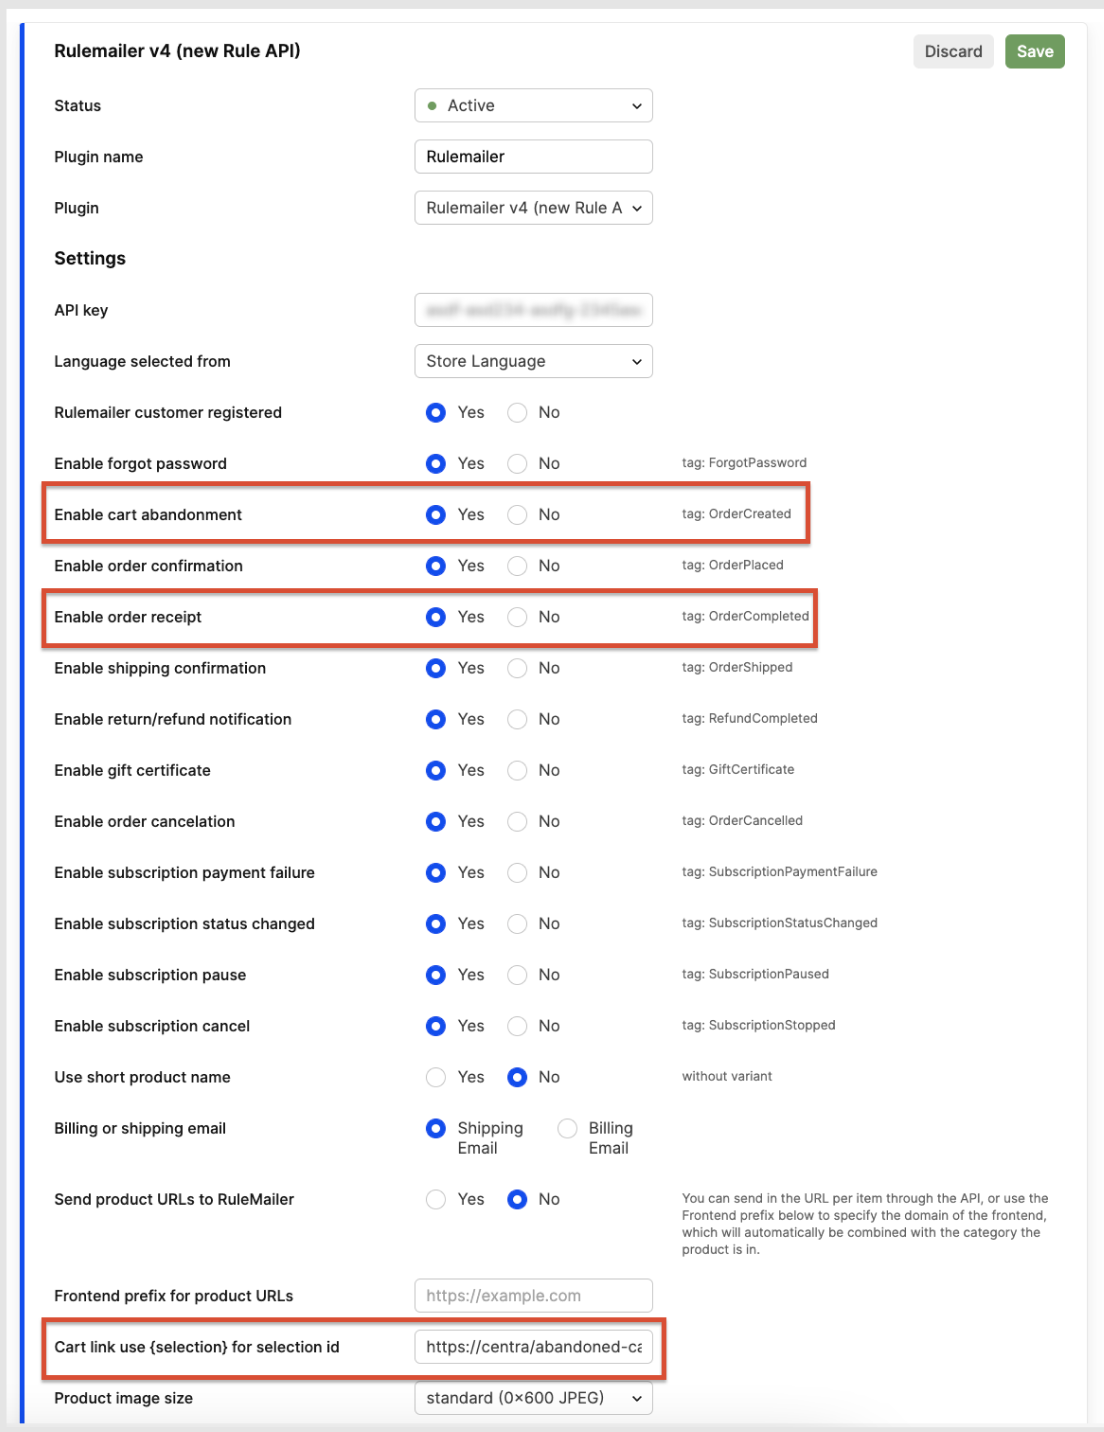 Rulemailer v4 (new Rule API)
Discard
Save
Status
Active
Plugin name
Rulemailer
Plugin
Rulemailer v4 (new Rule A
Settings
API key
Language selected from
Store Language
Rulemailer customer registered
Yes
No
Enable forgot password
Yes
No
tag: ForgotPassword
Enable cart abandonment
Yes
No
tag: OrderCreated
Enable order confirmation
Yes
No
tag: OrderPlaced
Enable order receipt
Yes
No
tag: OrderCompleted
Enable shipping confirmation
Yes
No
tag: OrderShipped
Enable return/refund notification
Yes
No
tag: RefundCompleted
Enable gift certificate
Yes
No
tag: GiftCertificate
Enable order cancelation
Yes
No
tag: OrderCancelled
Enable subscription payment failure
Yes
No
tag: SubscriptionPaymentFailure
Enable subscription status changed
Yes
No
tag: SubscriptionStatusChanged
Enable subscription pause
Yes
No
tag: SubscriptionPaused
Enable subscription cancel
Yes
No
tag: SubscriptionStopped
Use short product name
Yes
No
without variant
Billing or shipping email
Shipping
Email
Billing
Email
Send product URLs to RuleMailer
Yes
No
You can send in the URL per item through the API, or use the
Frontend prefix below to specify the domain of the frontend,
which will automatically be combined with the category the
product is in.
Frontend prefix for product URLs
https://example.com
Cart link use {selection} for selection id
https://centra/abandoned-ca
Product image size
standard (0×600 JPEG)